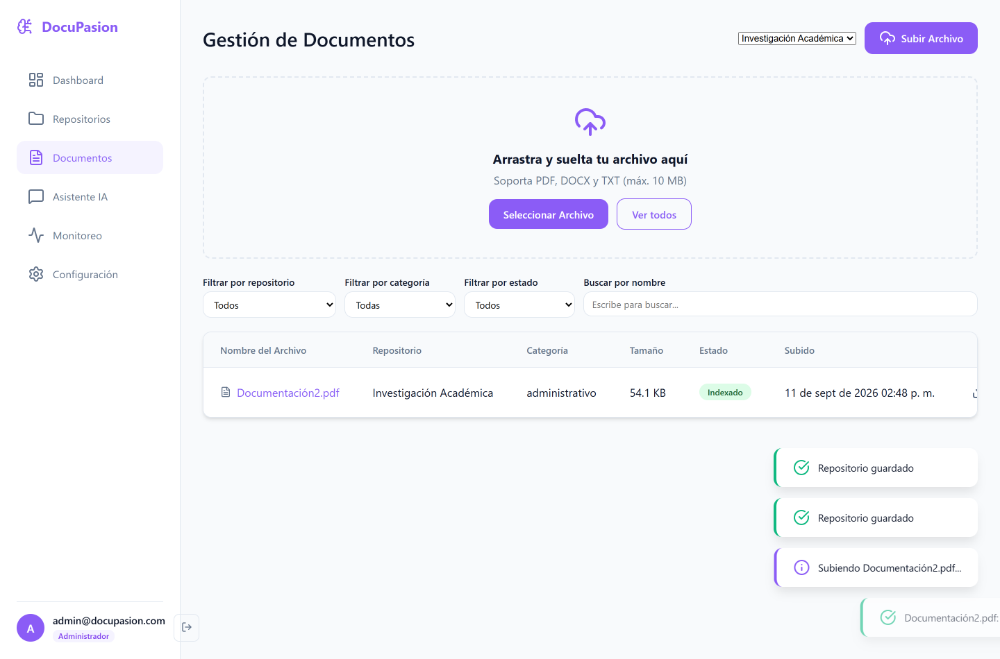 DocuPasion
Dashboard
Repositorios
Documentos
Asistente IA
Monitoreo
Configuración
A
admin@docupasion.com
Administrador
Gestión de Documentos
Investigación Académica
Subir Archivo
Arrastra y suelta tu archivo aquí
Soporta PDF, DOCX y TXT (máx. 10 MB)
Seleccionar Archivo
Ver todos
Filtrar por repositorio
Filtrar por categoría
Filtrar por estado
Buscar por nombre
Todos
Todas
Todos
Escribe para buscar...
Nombre del Archivo
Repositorio
Categoría
Tamaño
Estado
Subido
Documentación2.pdf
Investigación Académica
administrativo
54.1 KB
Indexado
11 de sept de 2026 02:48 p. m.
Repositorio guardado
Repositorio guardado
Subiendo Documentación2.pdf...
Documentación2.pdf: